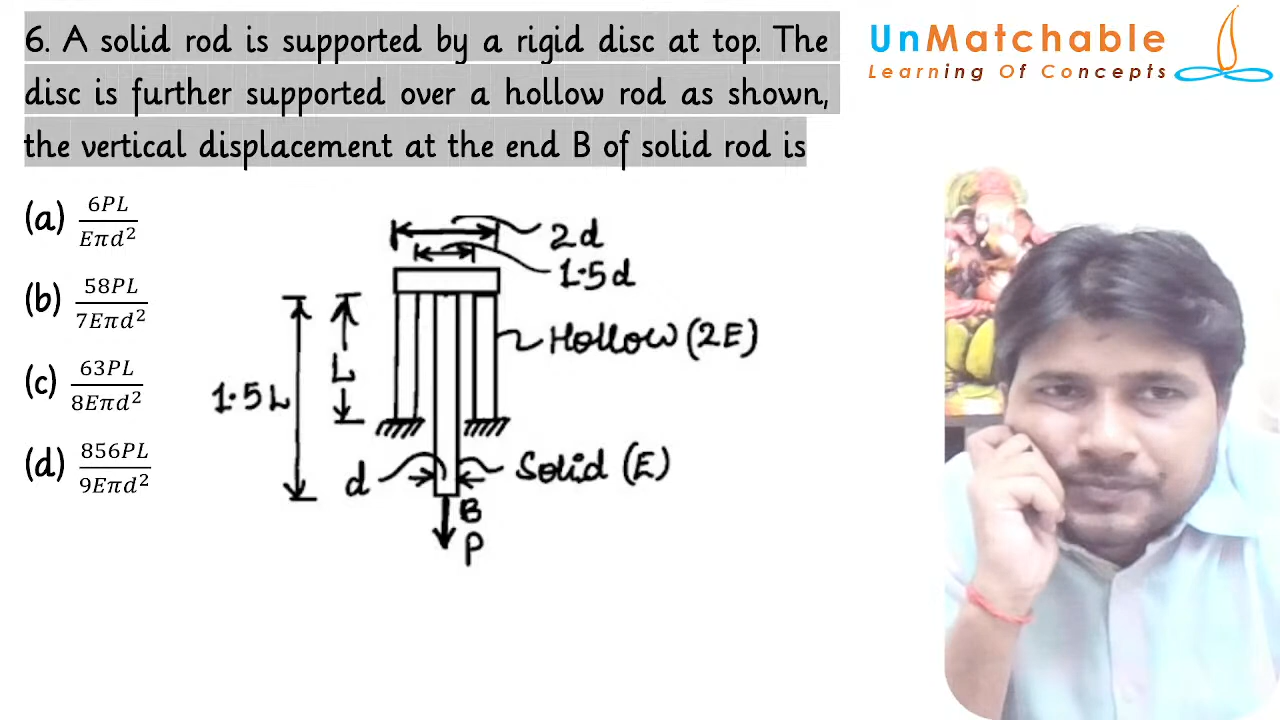 6. A solid rod is supported by a rigid disc at top. The
disc is further supported over a hollow rod as shown,
the vertical displacement at the end B of solid rod is
UnMatchable
Learning Of Concepts
(a) 6PL/Eπd²
(b) 58PL/7Eπd²
(c) 63PL/8Eπd²
(d) 856PL/9Eπd²
2d
1.5d
Hollow (2E)
L
1.5L
d
Solid (E)
B
P